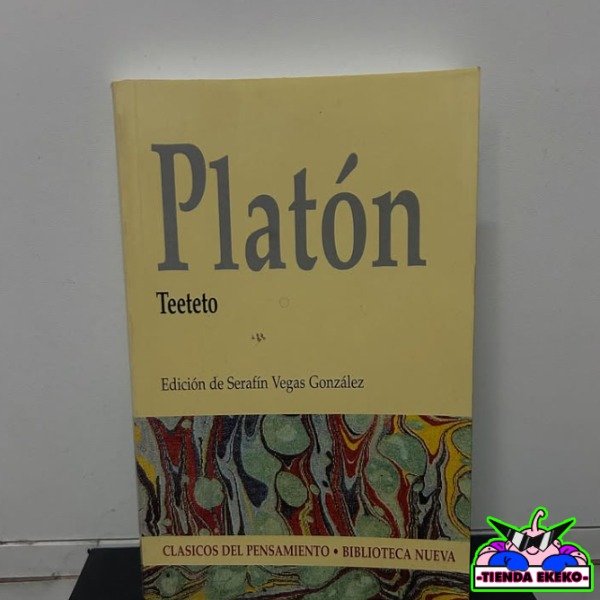 Platón
Teeteto
Edición de Serafín Vegas González
CLASICOS DEL PENSAMIENTO • BIBLIOTECA NUEVA
-TIENDA EKEKO-